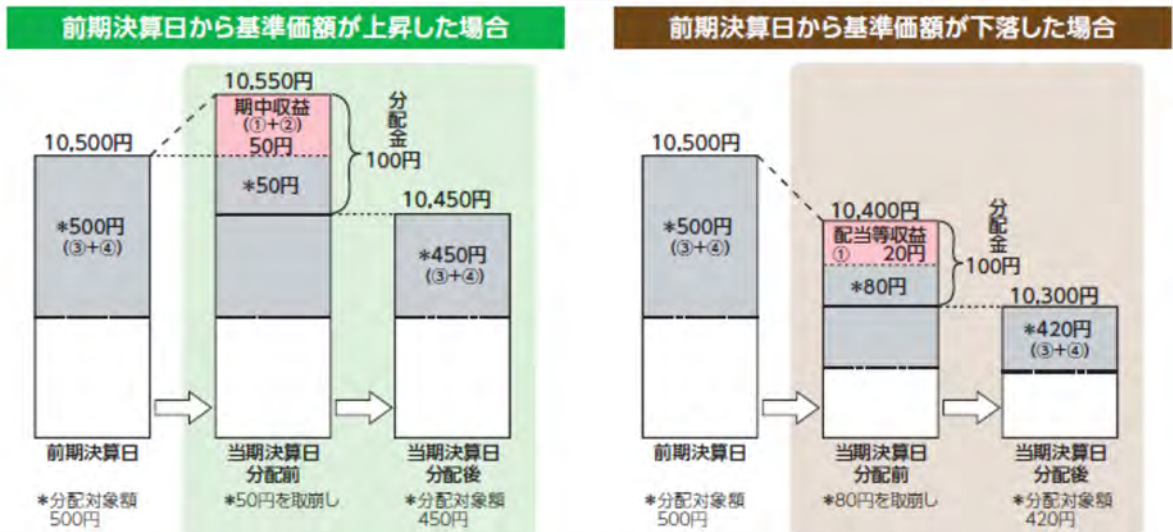 前期決算日から基準価額が上昇した場合
10,550円
期中収益
(①+②)
50円
分配金
100円
10,500円
*50円
10,450円
*500円
(③+④)
*450円
(③+④)
前期決算日
当期決算日
分配前
当期決算日
分配後
*分配対象額
500円
*50円を取崩し
*分配対象額
450円
前期決算日から基準価額が下落した場合
10,500円
10,400円
配当等収益
① 20円
分配金
100円
*500円
(③+④)
*80円
10,300円
*420円
(③+④)
前期決算日
当期決算日
分配前
当期決算日
分配後
*分配対象額
500円
*80円を取崩し
*分配対象額
420円